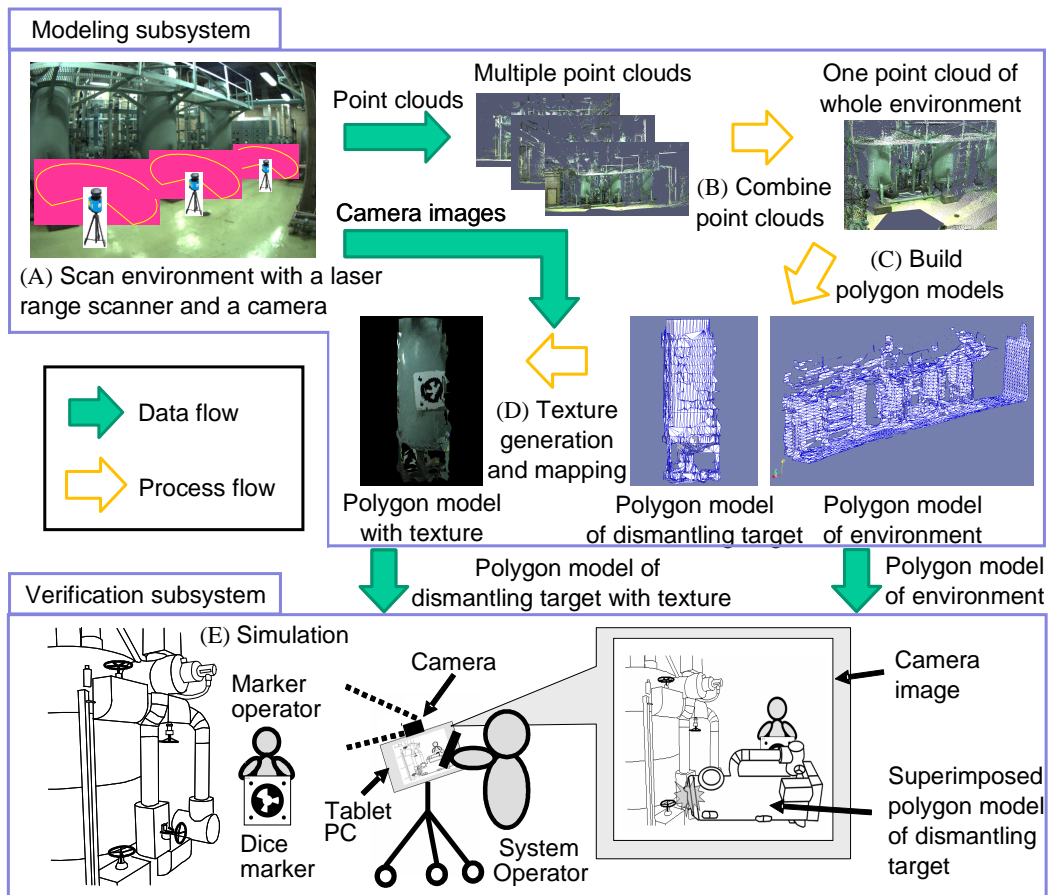 Modeling subsystem
Point clouds
Multiple point clouds
One point cloud of
whole environment
(B) Combine
point clouds
Camera images
(A) Scan environment with a laser
range scanner and a camera
(C) Build
polygon models
Data flow
Process flow
(D) Texture
generation
and mapping
Polygon model
with texture
Polygon model
of dismantling target
Polygon model
of environment
Polygon model of
dismantling target with texture
Polygon model
of environment
Verification subsystem
(E) Simulation
Marker
operator
Dice
marker
Camera
Tablet
PC
System
Operator
Camera
image
Superimposed
polygon model
of dismantling
target